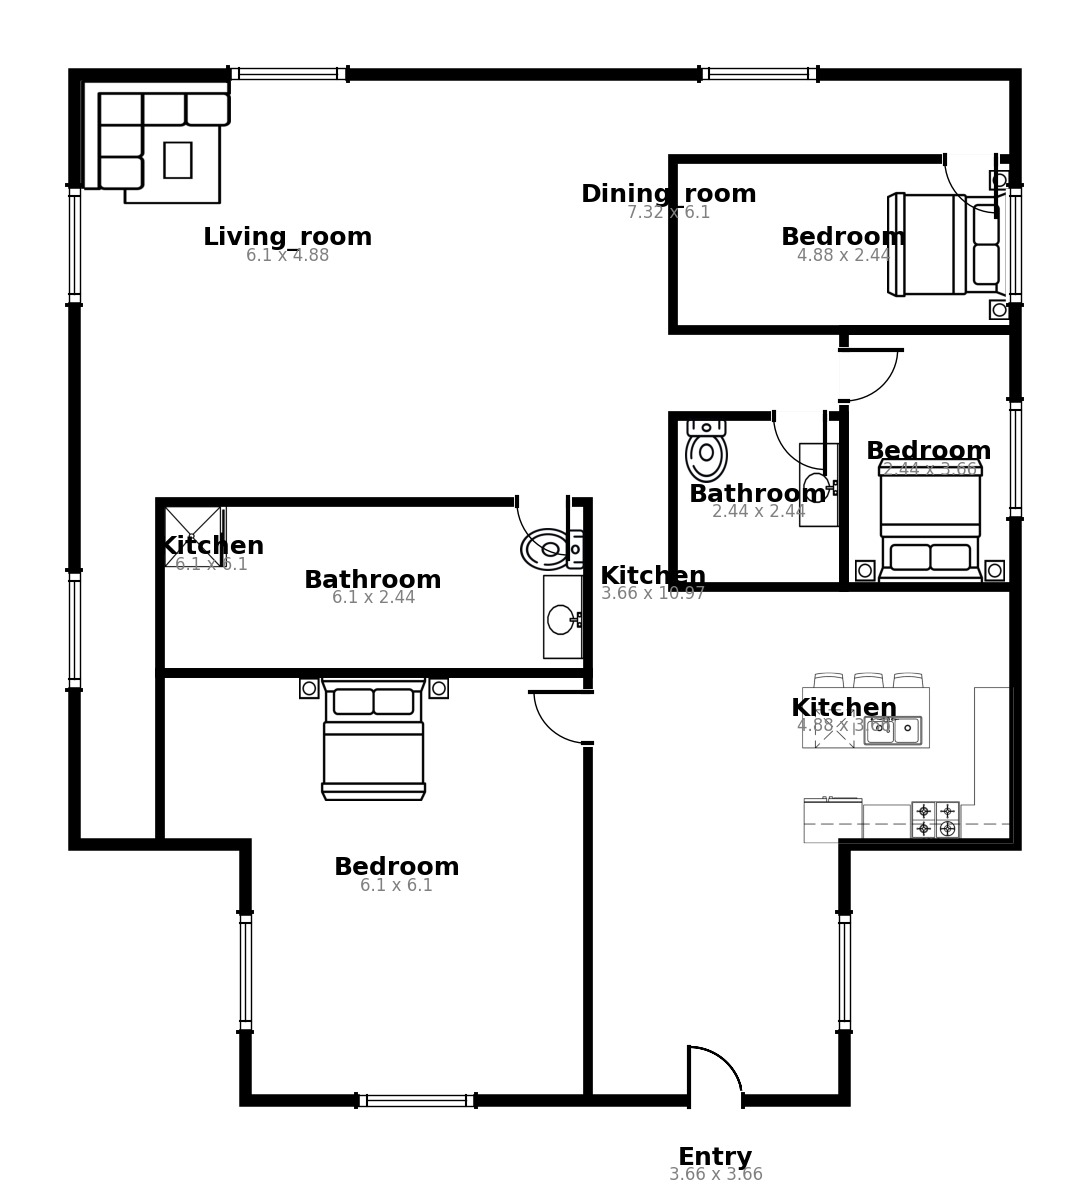 Dining_room
7.32 x 6.1
Living_room
6.1 x 4.88
Bedroom
4.88 x 2.44
Bedroom
2.44 x 3.66
Bathroom
2.44 x 2.44
Kitchen
6.1 x 6.1
Bathroom
6.1 x 2.44
Kitchen
3.66 x 10.97
Kitchen
4.88 x 3.66
Bedroom
6.1 x 6.1
Entry
3.66 x 3.66